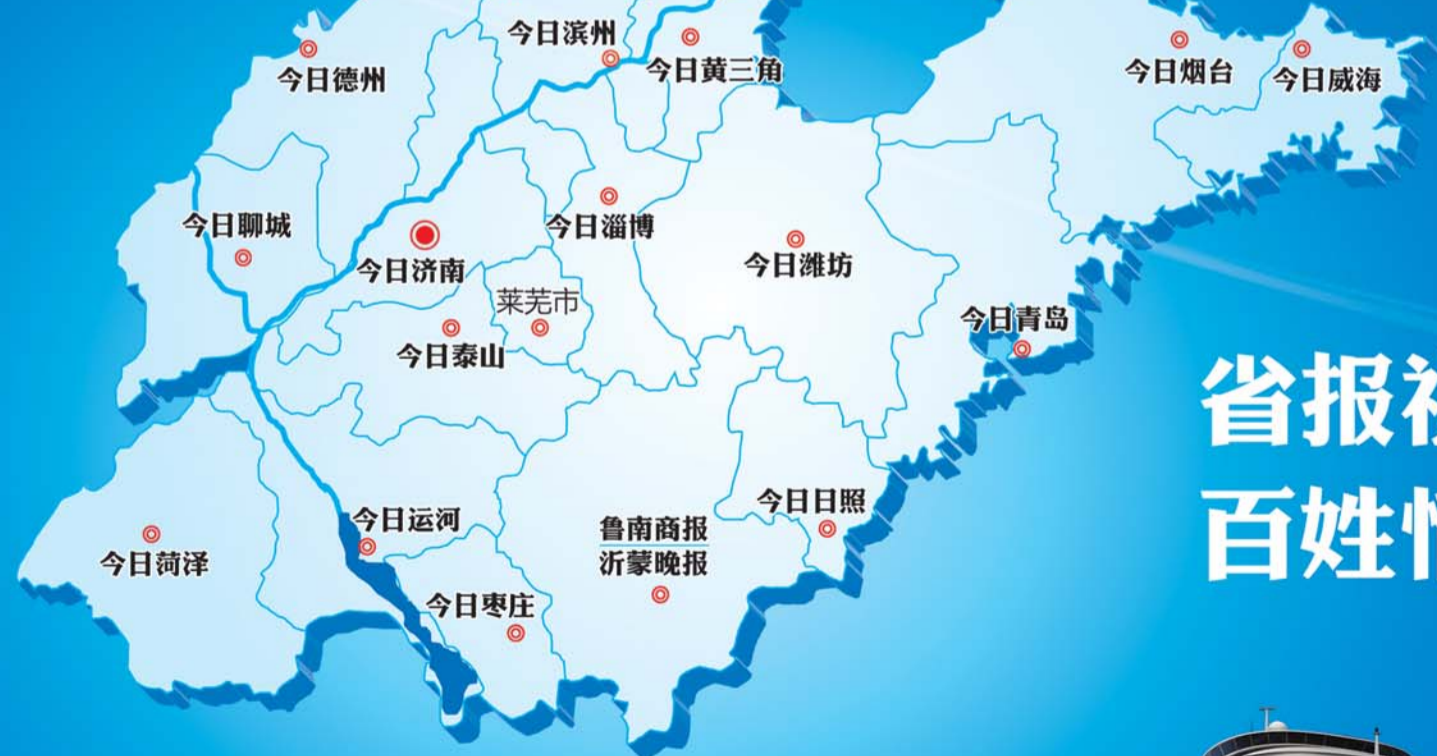 今日滨州
今日黄三角
今日德州
今日烟台
今日威海
今日聊城
今日淄博
今日济南
今日潍坊
莱芜市
今日青岛
今日泰山
省报
百姓
今日日照
今日运河
鲁南商报
沂蒙晚报
今日菏泽
今日枣庄